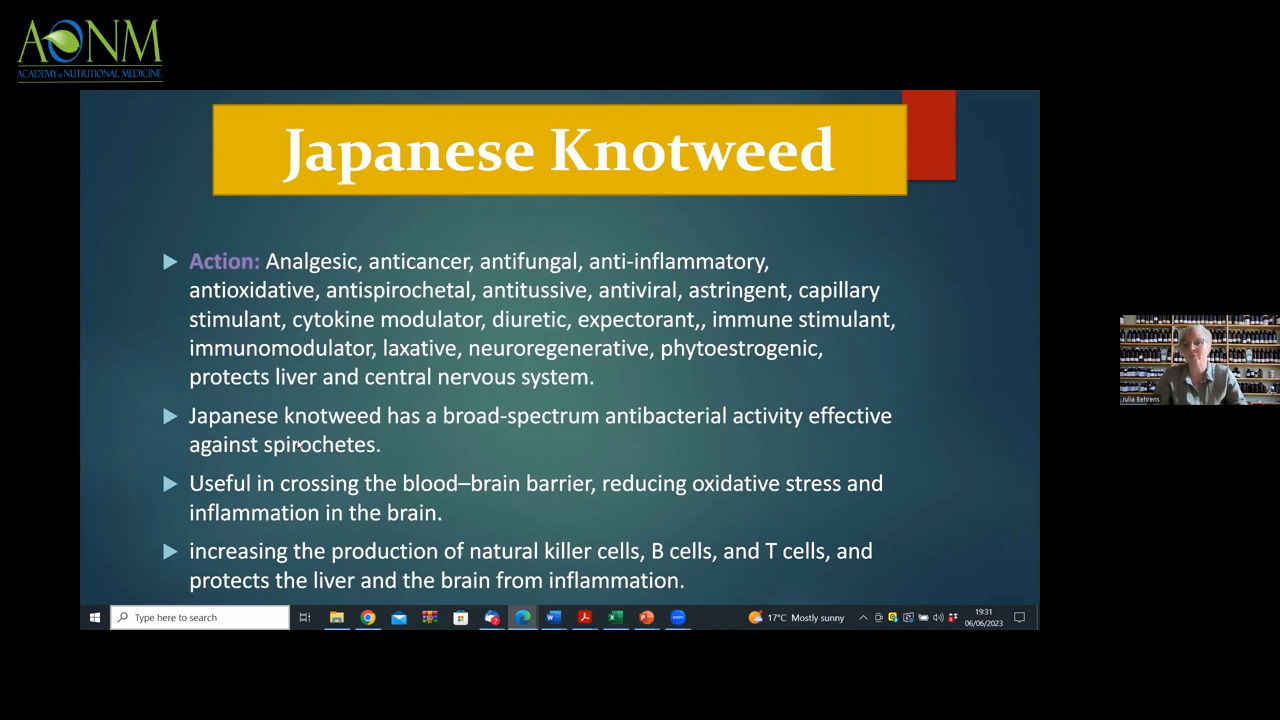 AONM
ACADEMY of NUTRITIONAL MEDICINE
Japanese Knotweed
Action: Analgesic, anticancer, antifungal, anti-inflammatory,
antioxidative, antispirochetal, antitussive, antiviral, astringent, capillary
stimulant, cytokine modulator, diuretic, expectorant,, immune stimulant,
immunomodulator, laxative, neuroregenerative, phytoestrogenic,
protects liver and central nervous system.
Japanese knotweed has a broad-spectrum antibacterial activity effective
against spirochetes.
Useful in crossing the blood–brain barrier, reducing oxidative stress and
inflammation in the brain.
increasing the production of natural killer cells, B cells, and T cells, and
protects the liver and the brain from inflammation.
Julia Behrens
Type here to search
17°C Mostly sunny
19:31
06/06/2023